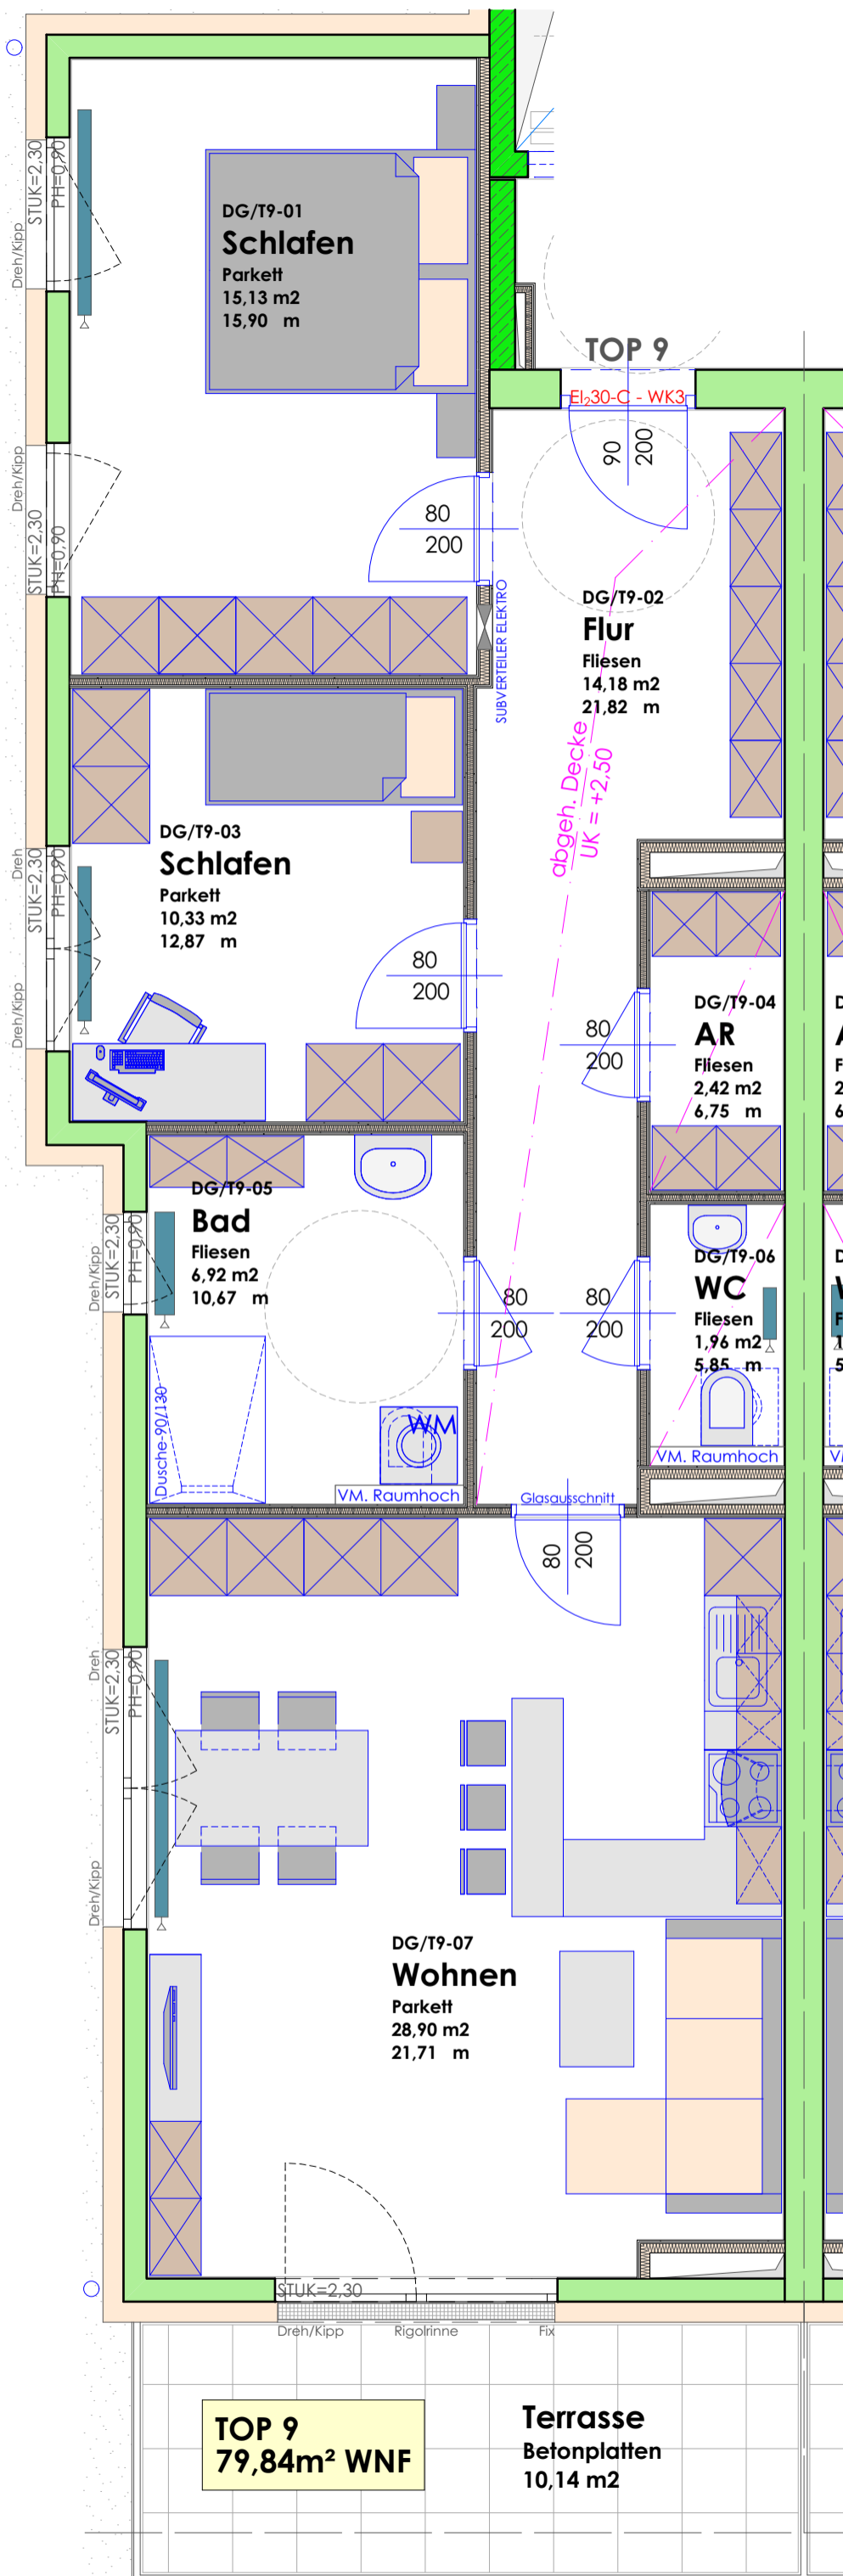 STUK=2,30
PH=0,90
Dreh/Kipp
DG/T9-01
Schlafen
Parkett
15,13 m2
15,90 m
TOP 9
EI₂30-C - WK3
90
200
Dreh/Kipp
STUK=2,30
PH=0,90
80
200
SUBVERTEILER ELEKTRO
DG/T9-02
Flur
Fliesen
14,18 m2
21,82 m
abgeh. Decke
UK = +2,50
DG/T9-03
Schlafen
Parkett
10,33 m2
12,87 m
Dreh
STUK=2,30
PH=0,90
Dreh/Kipp
80
200
80
200
DG/T9-04
AR
Fliesen
2,42 m2
6,75 m
DG/T9-05
Bad
Fliesen
6,92 m2
10,67 m
Dreh/Kipp
STUK=2,30
PH=0,90
80
200
80
200
DG/T9-06
WC
Fliesen
1,96 m2
5,85 m
Dusche-90/130
WM
VM. Raumhoch
VM. Raumhoch
Glasausschnitt
80
200
Dreh
STUK=2,30
PH=0,90
Dreh/Kipp
DG/T9-07
Wohnen
Parkett
28,90 m2
21,71 m
STUK=2,30
Dreh/Kipp
Rigolrinne
Fix
TOP 9
79,84m² WNF
Terrasse
Betonplatten
10,14 m2